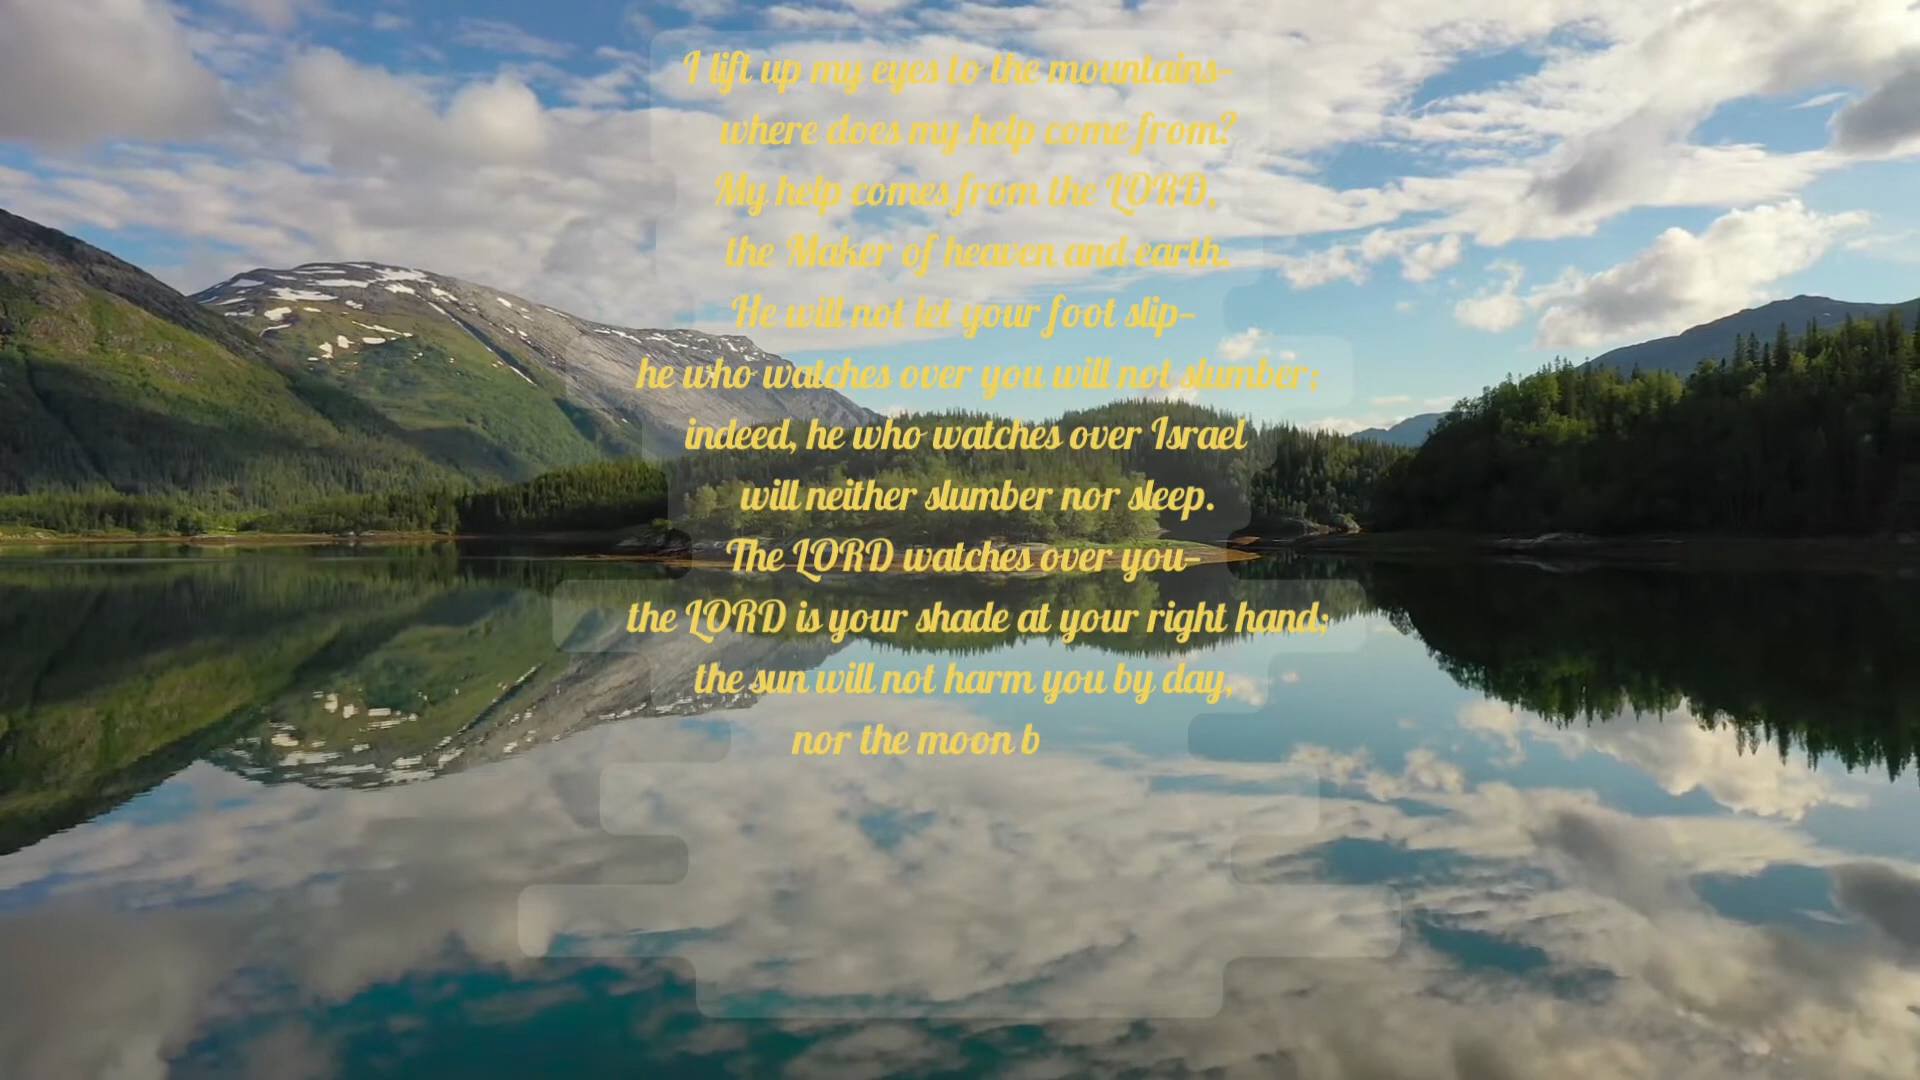 I lift up my eyes to the mountains–
where does my help come from?
My help comes from the LORD,
the Maker of heaven and earth.
He will not let your foot slip–
he who watches over you will not slumber;
indeed, he who watches over Israel
will neither slumber nor sleep.
The LORD watches over you–
the LORD is your shade at your right hand;
the sun will not harm you by day,
nor the moon b